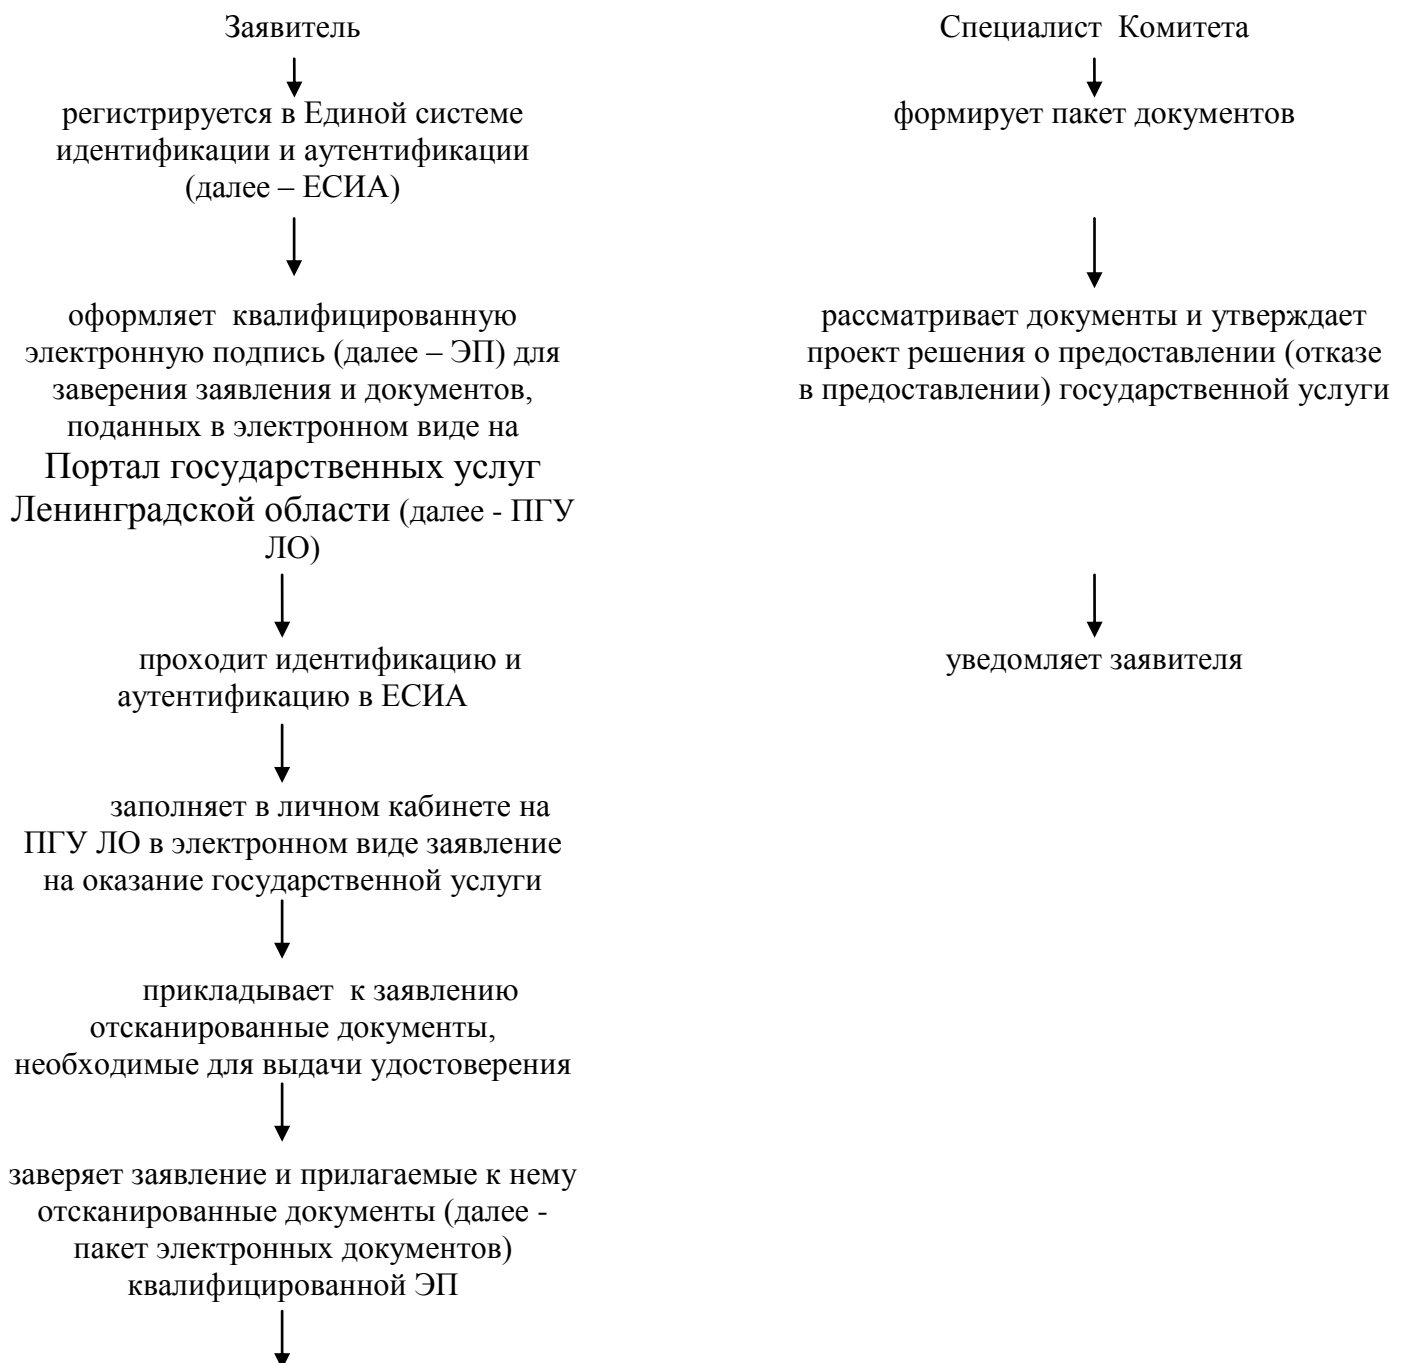 Заявитель
регистрируется в Единой системе
идентификации и аутентификации
(далее – ЕСИА)
оформляет квалифицированную
электронную подпись (далее – ЭП) для
заверения заявления и документов,
поданных в электронном виде на
Портал государственных услуг
Ленинградской области (далее - ПГУ
ЛО)
проходит идентификацию и
аутентификацию в ЕСИА
заполняет в личном кабинете на
ПГУ ЛО в электронном виде заявление
на оказание государственной услуги
прикладывает к заявлению
отсканированные документы,
необходимые для выдачи удостоверения
заверяет заявление и прилагаемые к нему
отсканированные документы (далее -
пакет электронных документов)
квалифицированной ЭП
Специалист Комитета
формирует пакет документов
рассматривает документы и утверждает
проект решения о предоставлении (отказе
в предоставлении) государственной услуги
уведомляет заявителя